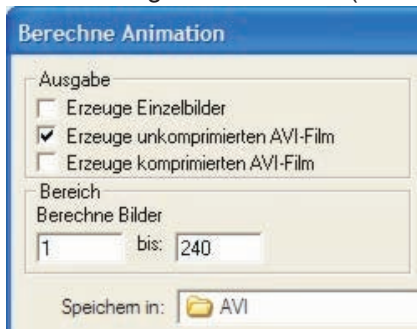 Berechne Animation
Ausgabe
Erzeuge Einzelbilder
Erzeuge unkomprimierten AVI-Film
Erzeuge komprimierten AVI-Film
Bereich
Berechne Bilder
1 bis: 240
Speichern in: AVI